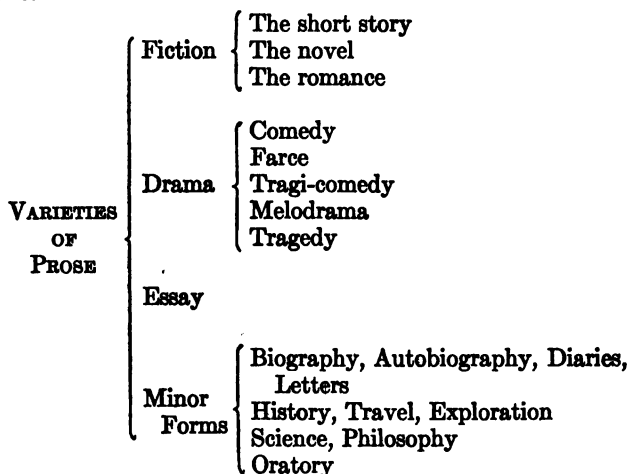 Fiction
The short story
The novel
The romance
VARIETIES
OF
PROSE
Drama
Comedy
Farce
Tragi-comedy
Melodrama
Tragedy
Essay
Minor
Forms
Biography, Autobiography, Diaries,
Letters
History, Travel, Exploration
Science, Philosophy
Oratory